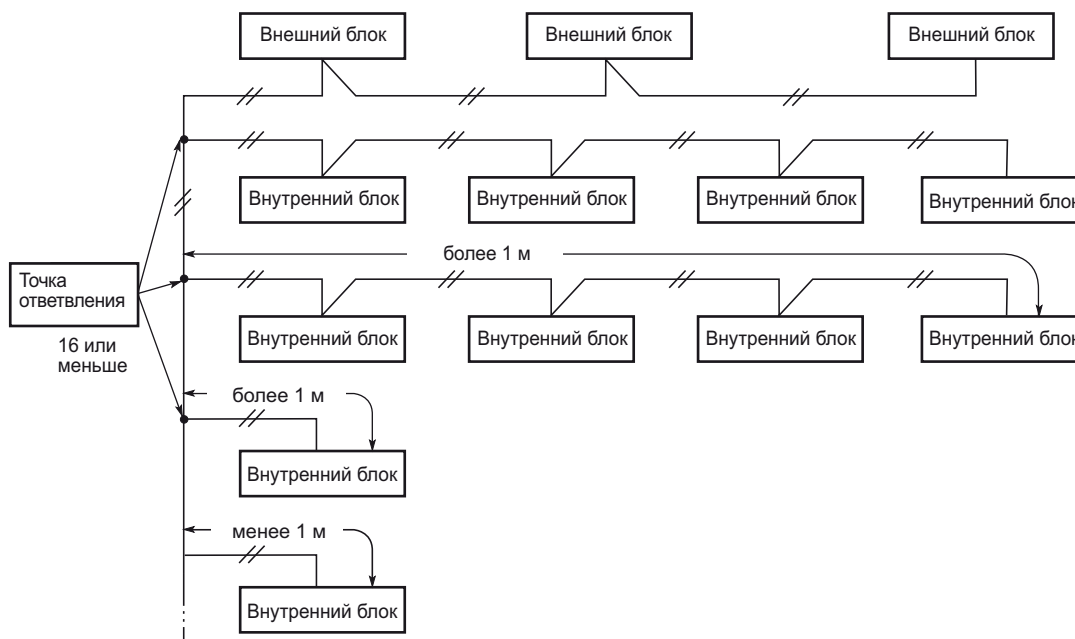 Внешний блок
Внешний блок
Внешний блок
Внутренний блок
Внутренний блок
Внутренний блок
Внутренний блок
более 1 м
Точка
ответвления
16 или
меньше
Внутренний блок
Внутренний блок
Внутренний блок
Внутренний блок
более 1 м
Внутренний блок
менее 1 м
Внутренний блок